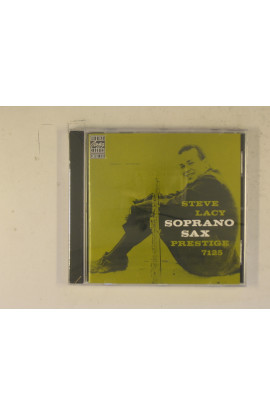 STEVE
LACY
SOPRANO
SAX
PRESTIGE
7125